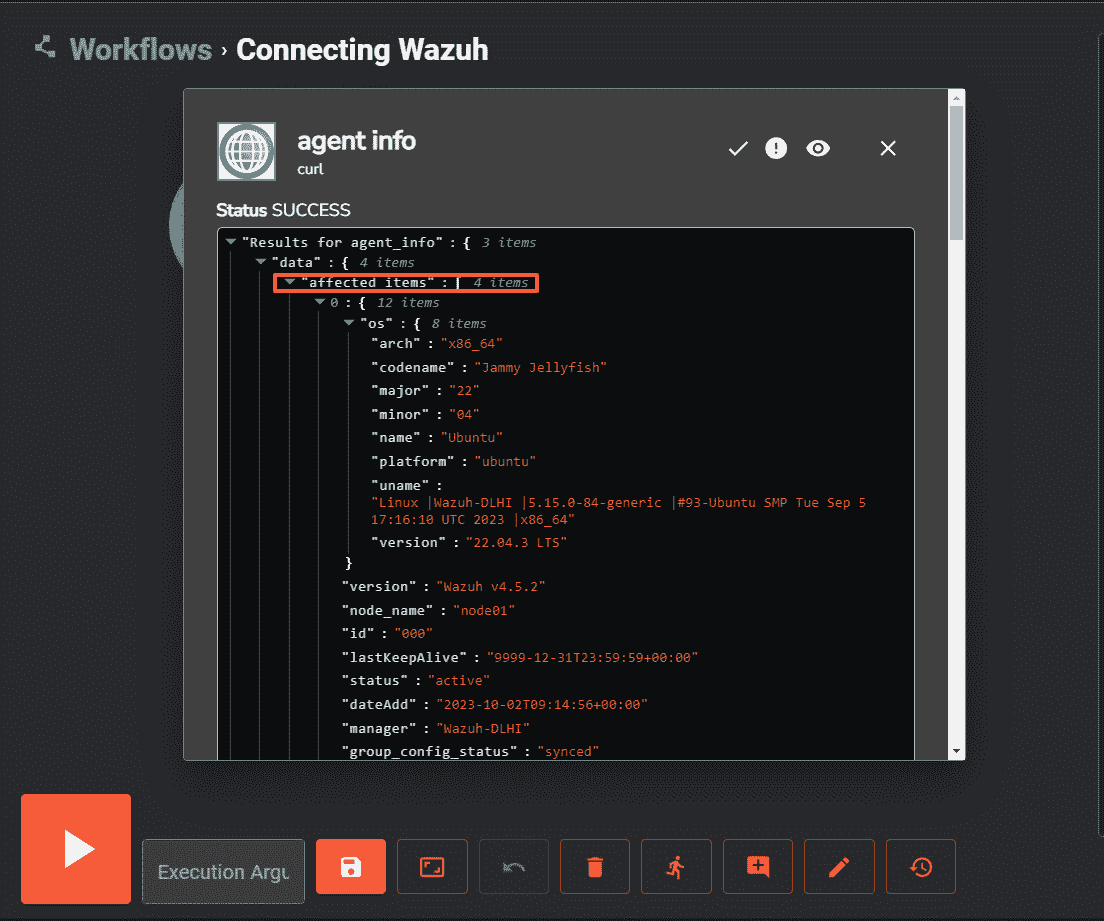 Workflows › Connecting Wazuh
agent info
curl
Status SUCCESS
"Results for agent_info" : { 3 items
"data" : { 4 items
"affected items" : [ 4 items
0 : { 12 items
"os" : { 8 items
"arch" : "x86_64"
"codename" : "Jammy Jellyfish"
"major" : "22"
"minor" : "04"
"name" : "Ubuntu"
"platform" : "ubuntu"
"uname" :
"Linux |Wazuh-DLHI |5.15.0-84-generic |#93-Ubuntu SMP Tue Sep 5
17:16:10 UTC 2023 |x86_64"
"version" : "22.04.3 LTS"
}
"version" : "Wazuh v4.5.2"
"node_name" : "node01"
"id" : "000"
"lastKeepAlive" : "9999-12-31T23:59:59+00:00"
"status" : "active"
"dateAdd" : "2023-10-02T09:14:56+00:00"
"manager" : "Wazuh-DLHI"
"group_config_status" : "synced"
Execution Argu